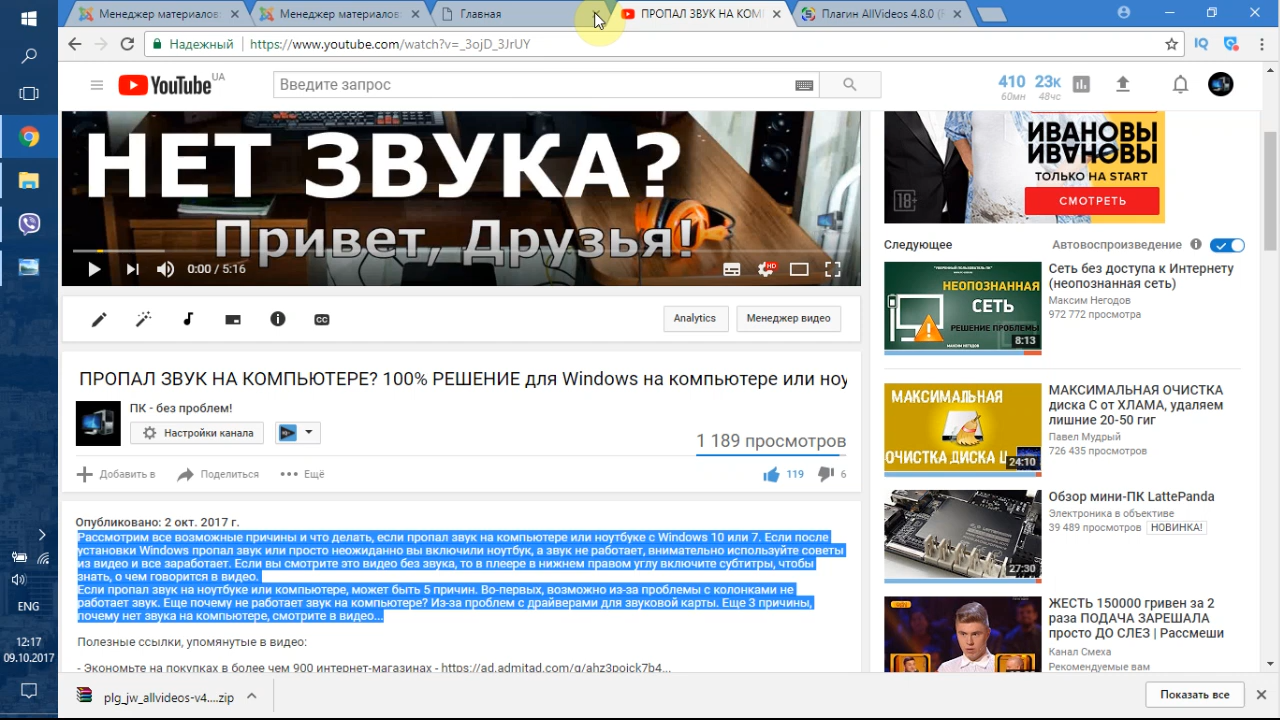 Менеджер материалов
Менеджер материалов
Главная
ПРОПАЛ ЗВУК НА КОМ
Плагин AllVideos 4.8.0 (
Надежный
https://www.youtube.com/watch?v=_3ojD_3JrUY
IQ
YouTube UA
Введите запрос
410
60мн
23к
48чс
НЕТ ЗВУКА?
Привет, Друзья!
0:00 / 5:16
HD
CC
Analytics
Менеджер видео
ПРОПАЛ ЗВУК НА КОМПЬЮТЕРЕ? 100% РЕШЕНИЕ для Windows на компьютере или ноу
ПК - без проблем!
Настройки канала
1 189 просмотров
Добавить в
Поделиться
Ещё
119
6
Опубликовано: 2 окт. 2017 г.
Рассмотрим все возможные причины и что делать, если пропал звук на компьютере или ноутбуке с Windows 10 или 7. Если после
установки Windows пропал звук или просто неожиданно вы включили ноутбук, а звук не работает, внимательно используйте советы
из видео и все заработает. Если вы смотрите это видео без звука, то в плеере в нижнем правом углу включите субтитры, чтобы
знать, о чем говорится в видео.
Если пропал звук на ноутбуке или компьютере, может быть 5 причин. Во-первых, возможно из-за проблемы с колонками не
работает звук. Еще почему не работает звук на компьютере? Из-за проблем с драйверами для звуковой карты. Еще 3 причины,
почему нет звука на компьютере, смотрите в видео...
Полезные ссылки, упомянутые в видео:
- Экономьте на покупках в более чем 900 интернет-магазинах - https://ad.admitad.com/g/ahz3pojck7b4...
ИВАНОВЫ
ИВАНОВЫ
ТОЛЬКО НА START
СМОТРЕТЬ
18+
Следующее
Автовоспроизведение
НЕОПОЗНАННАЯ
СЕТЬ
РЕШЕНИЕ ПРОБЛЕМЫ
МАКСИМ НЕГОДОВ
8:13
Сеть без доступа к Интернету
(неопознанная сеть)
Максим Негодов
972 772 просмотра
МАКСИМАЛЬНАЯ
ОЧИСТКА ДИСКА Ц
24:10
МАКСИМАЛЬНАЯ ОЧИСТКА
диска C от ХЛАМА, удаляем
лишние 20-50 гиг
Павел Мудрый
726 435 просмотров
27:30
Обзор мини-ПК LattePanda
Электроника в объективе
39 489 просмотров
НОВИНКА!
ЖЕСТЬ 150000 гривен за 2
раза ПОДАЧА ЗАРЕШАЛА
просто ДО СЛЕЗ | Рассмеши
Канал Смеха
Рекомендуемые вам
ENG
12:17
09.10.2017
plg_jw_allvideos-v4....zip
Показать все